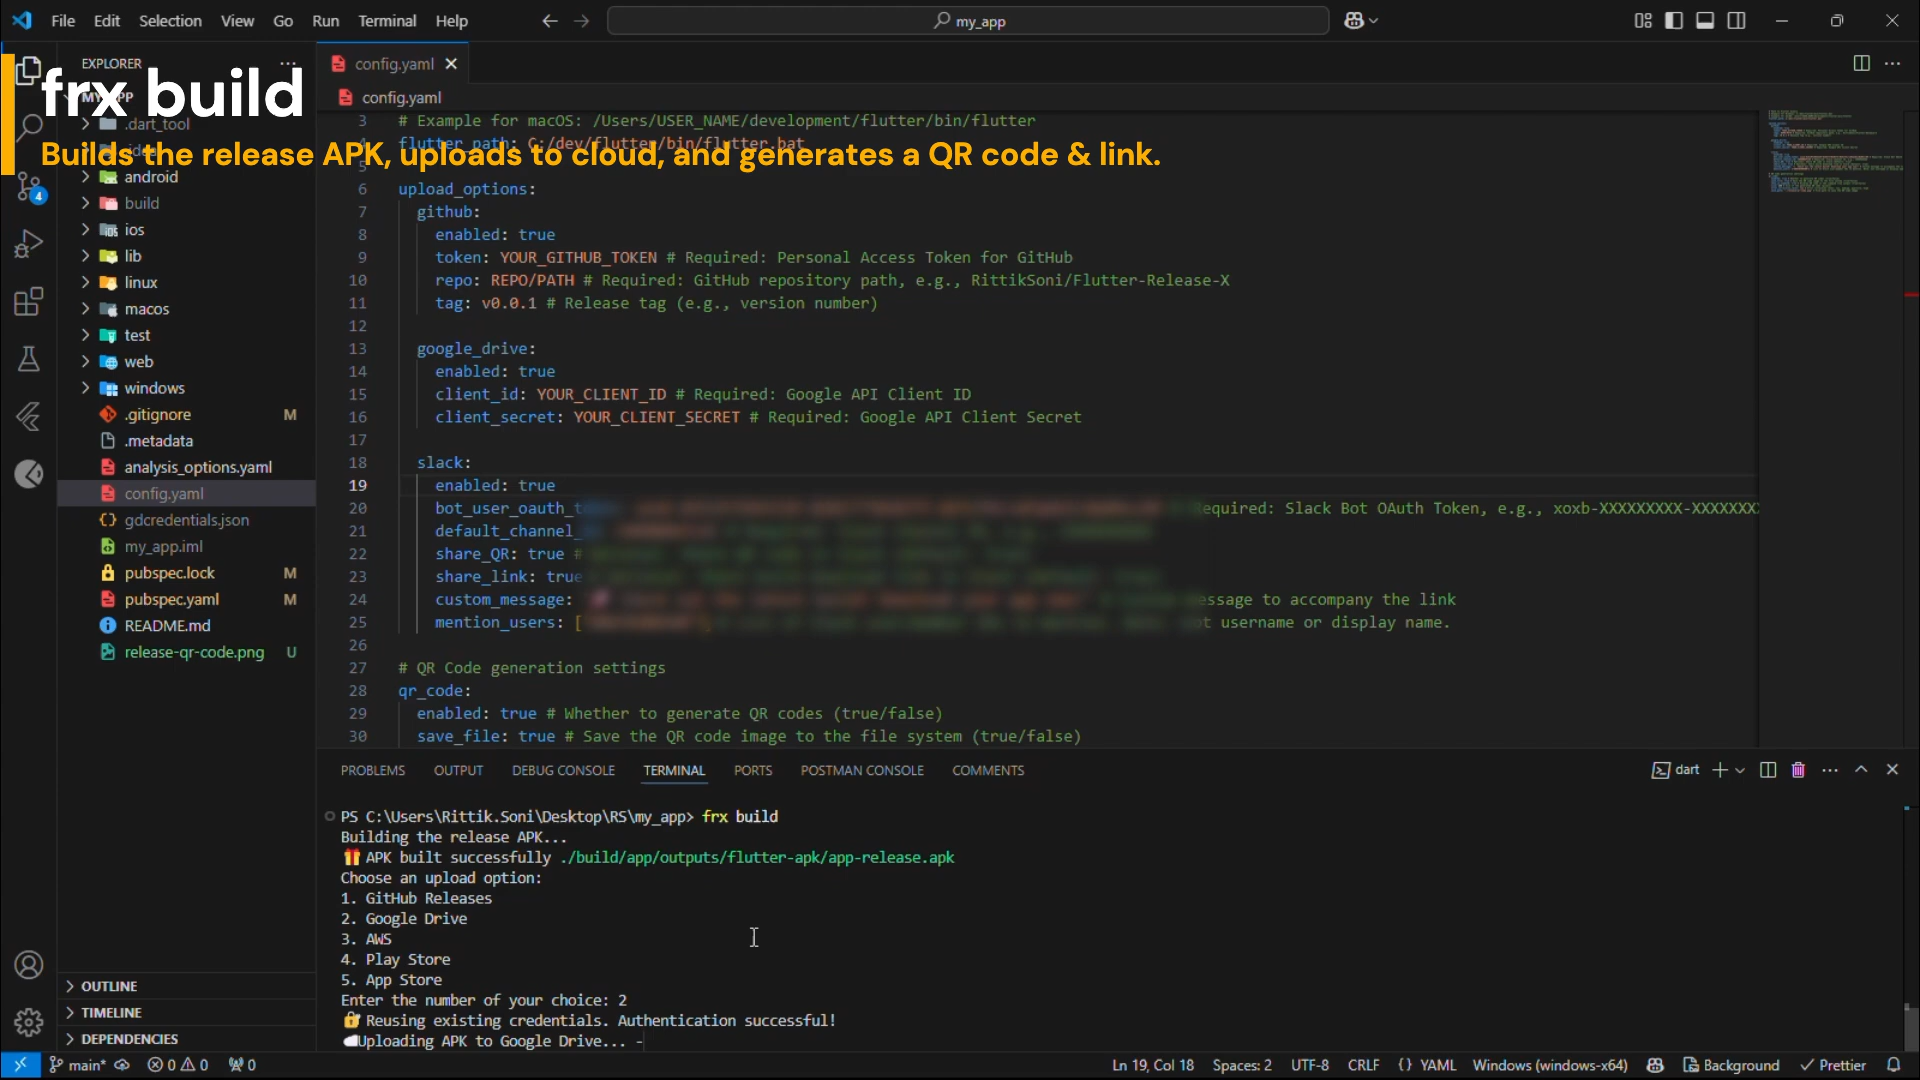 File Edit Selection View Go Run Terminal Help
my_app
EXPLORER
config.yaml
frx build
config.yaml
Builds the release APK, uploads to cloud, and generates a QR code & link.
.dart_tool
android
build
ios
lib
linux
macos
test
web
windows
.gitignore M
.metadata
analysis_options.yaml
config.yaml
gdcredentials.json
my_app.iml
pubspec.lock M
pubspec.yaml M
README.md
release-qr-code.png U
OUTLINE
TIMELINE
DEPENDENCIES
4
3 # Example for macOS: /Users/USER_NAME/development/flutter/bin/flutter
flutter_path: C:/dev/flutter/bin/flutter.bat
5
6 upload_options:
7 github:
8 enabled: true
9 token: YOUR_GITHUB_TOKEN # Required: Personal Access Token for GitHub
10 repo: REPO/PATH # Required: GitHub repository path, e.g., RittikSoni/Flutter-Release-X
11 tag: v0.0.1 # Release tag (e.g., version number)
12
13 google_drive:
14 enabled: true
15 client_id: YOUR_CLIENT_ID # Required: Google API Client ID
16 client_secret: YOUR_CLIENT_SECRET # Required: Google API Client Secret
17
18 slack:
19 enabled: true
20 bot_user_oauth_ Required: Slack Bot OAuth Token, e.g., xoxb-XXXXXXXXX-XXXXXXX
21 default_channel_
22 share_QR: true #
23 share_link: true
24 custom_message: message to accompany the link
25 mention_users: [ not username or display name.
26
27 # QR Code generation settings
28 qr_code:
29 enabled: true # Whether to generate QR codes (true/false)
30 save_file: true # Save the QR code image to the file system (true/false)
PROBLEMS OUTPUT DEBUG CONSOLE TERMINAL PORTS POSTMAN CONSOLE COMMENTS
dart
PS C:\Users\Rittik.Soni\Desktop\RS\my_app> frx build
Building the release APK...
APK built successfully ./build/app/outputs/flutter-apk/app-release.apk
Choose an upload option:
1. GitHub Releases
2. Google Drive
3. AWS
4. Play Store
5. App Store
Enter the number of your choice: 2
Reusing existing credentials. Authentication successful!
Uploading APK to Google Drive... -
main* 0 0 0
Ln 19, Col 18 Spaces: 2 UTF-8 CRLF {} YAML Windows (windows-x64) Background Prettier